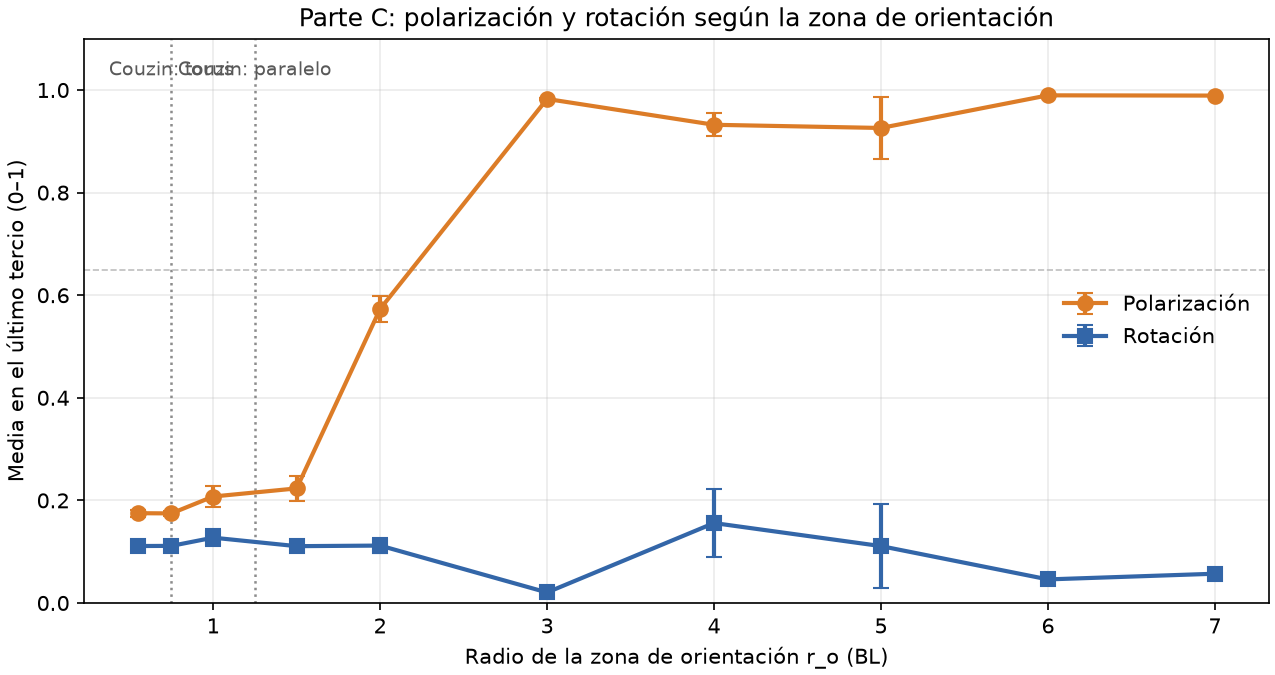 Parte C: polarización y rotación según la zona de orientación
Couzin: torus
Couzin: paralelo
Media en el último tercio (0–1)
1.0
0.8
0.6
0.4
0.2
0.0
Polarización
Rotación
1 2 3 4 5 6 7
Radio de la zona de orientación r_o (BL)